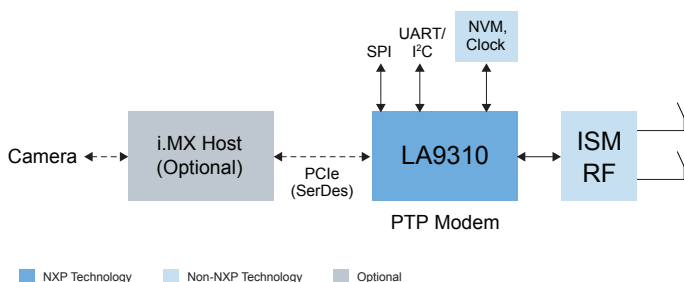 SPI
UART/
I²C
NVM,
Clock
Camera
i.MX Host
(Optional)
PCIe
(SerDes)
LA9310
ISM
RF
PTP Modem
NXP Technology
Non-NXP Technology
Optional